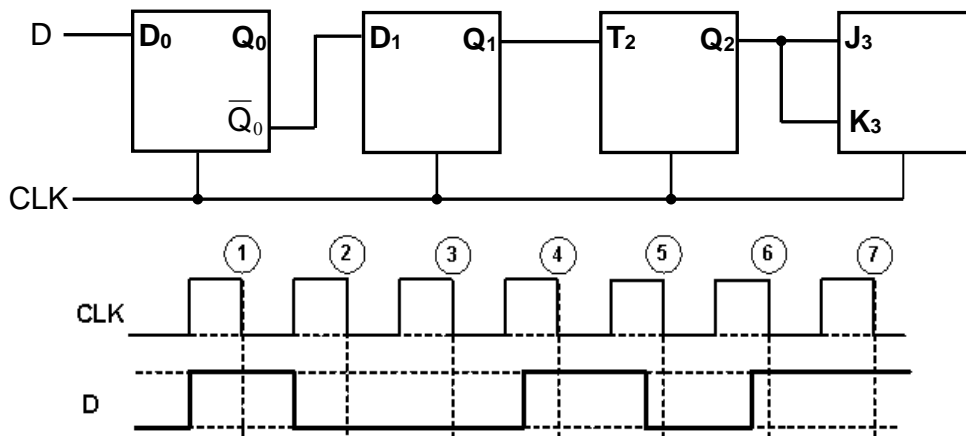 D D₀ Q₀ D₁ Q₁ T₂ Q₂ J₃
Q̅₀ K₃
CLK
1 2 3 4 5 6 7
CLK
D